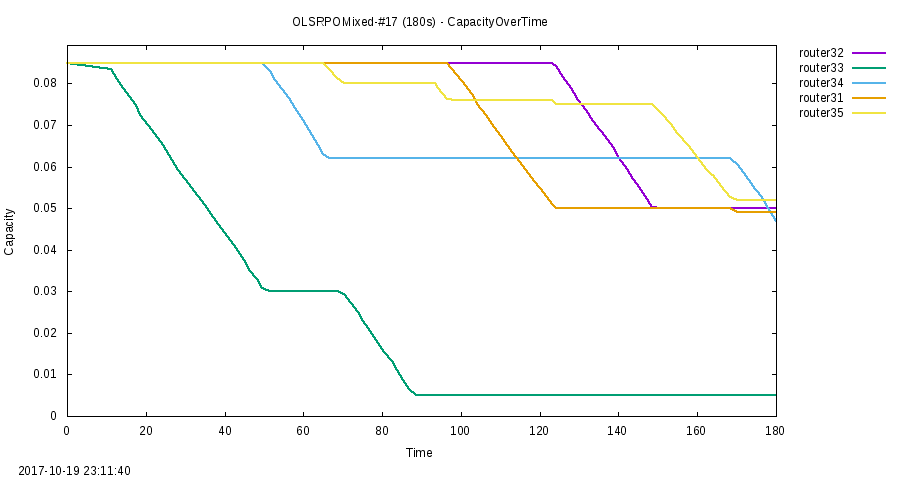 OLSRPOMixed-#17 (180s) - CapacityOverTime
router32
router33
router34
router31
router35
0.08
0.07
0.06
0.05
0.04
0.03
0.02
0.01
0
Capacity
0 20 40 60 80 100 120 140 160 180
Time
2017-10-19 23:11:40